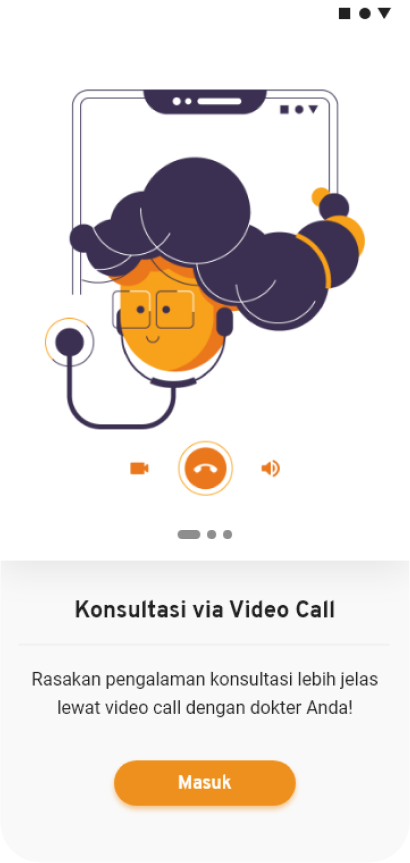 Konsultasi via Video Call
Rasakan pengalaman konsultasi lebih jelas
lewat video call dengan dokter Anda!
Masuk